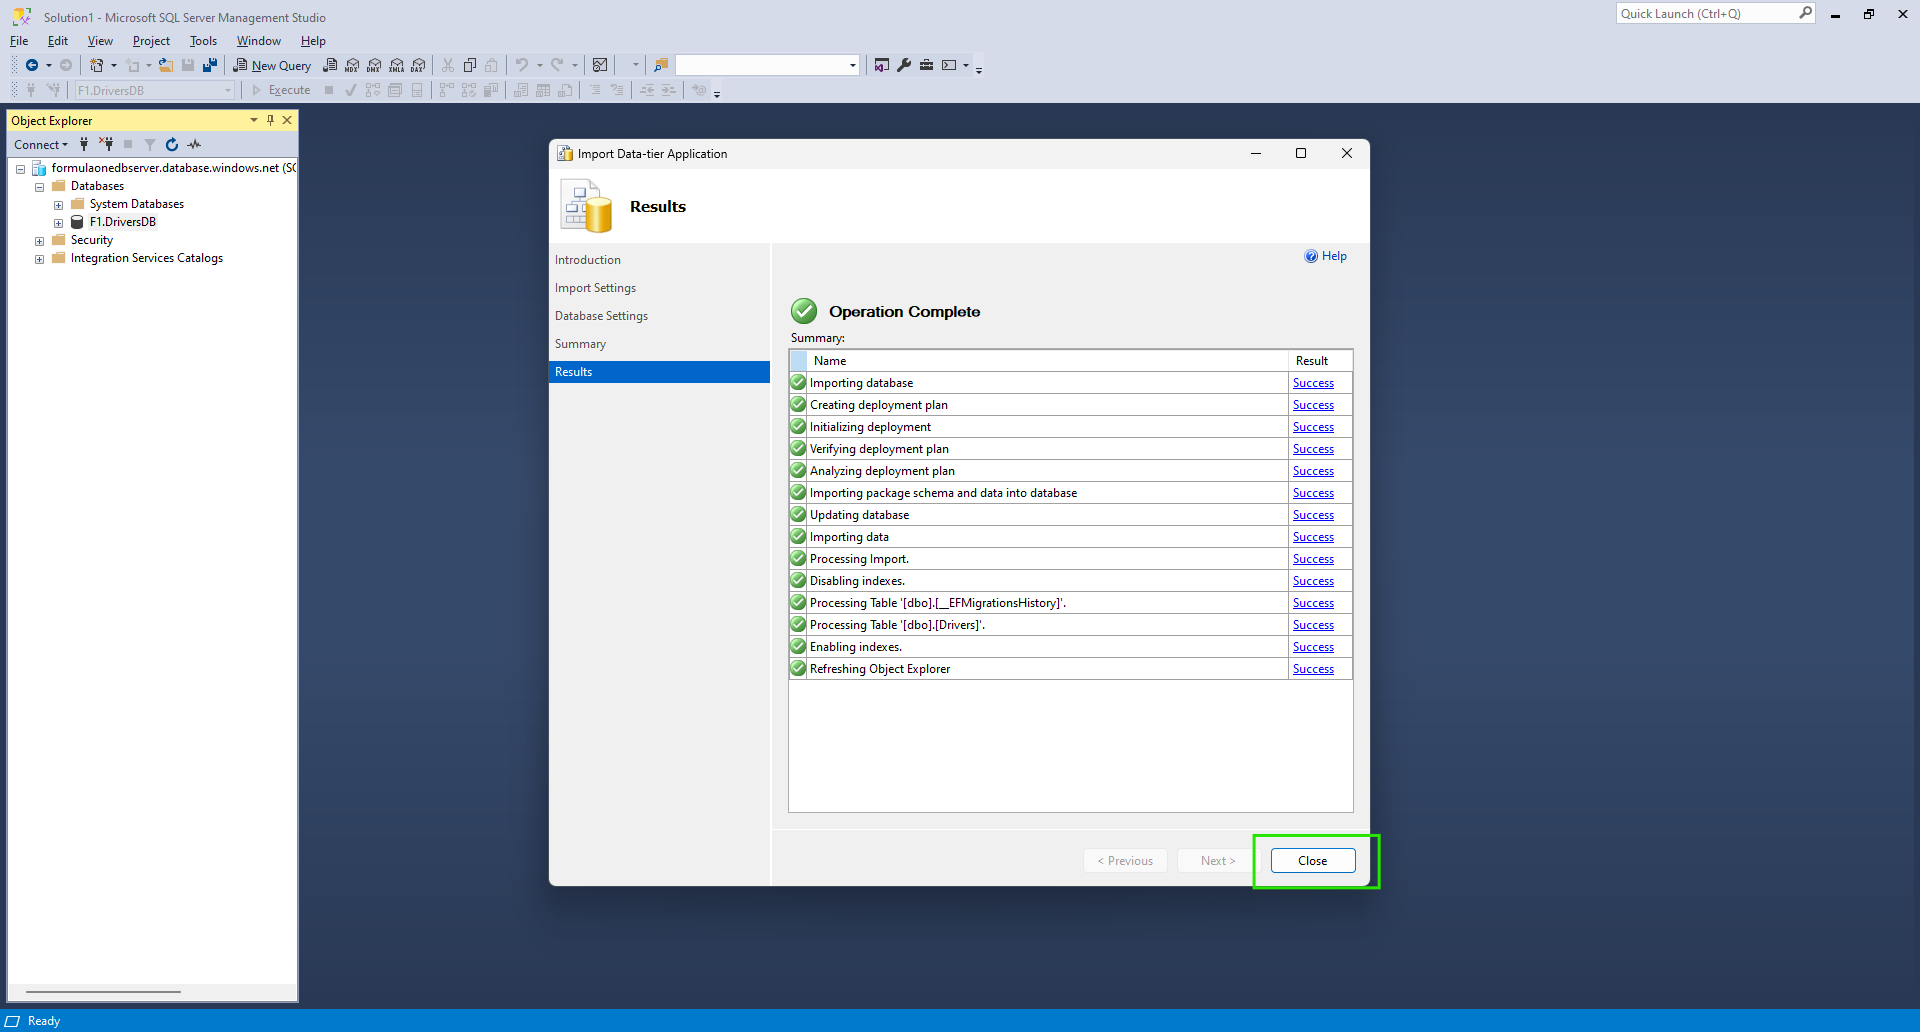 Solution1 - Microsoft SQL Server Management Studio
Quick Launch (Ctrl+Q)
File Edit View Project Tools Window Help
New Query
MDX DMX XMLA DAX
F1.DriversDB
Execute
Object Explorer
Connect
formulaonedbserver.database.windows.net (SQ
Databases
System Databases
F1.DriversDB
Security
Integration Services Catalogs
Import Data-tier Application
Results
Introduction
Import Settings
Database Settings
Summary
Results
Help
Operation Complete
Summary:
Name Result
Importing database Success
Creating deployment plan Success
Initializing deployment Success
Verifying deployment plan Success
Analyzing deployment plan Success
Importing package schema and data into database Success
Updating database Success
Importing data Success
Processing Import. Success
Disabling indexes. Success
Processing Table '[dbo].[__EFMigrationsHistory]'. Success
Processing Table '[dbo].[Drivers]'. Success
Enabling indexes. Success
Refreshing Object Explorer Success
< Previous Next > Close
Ready